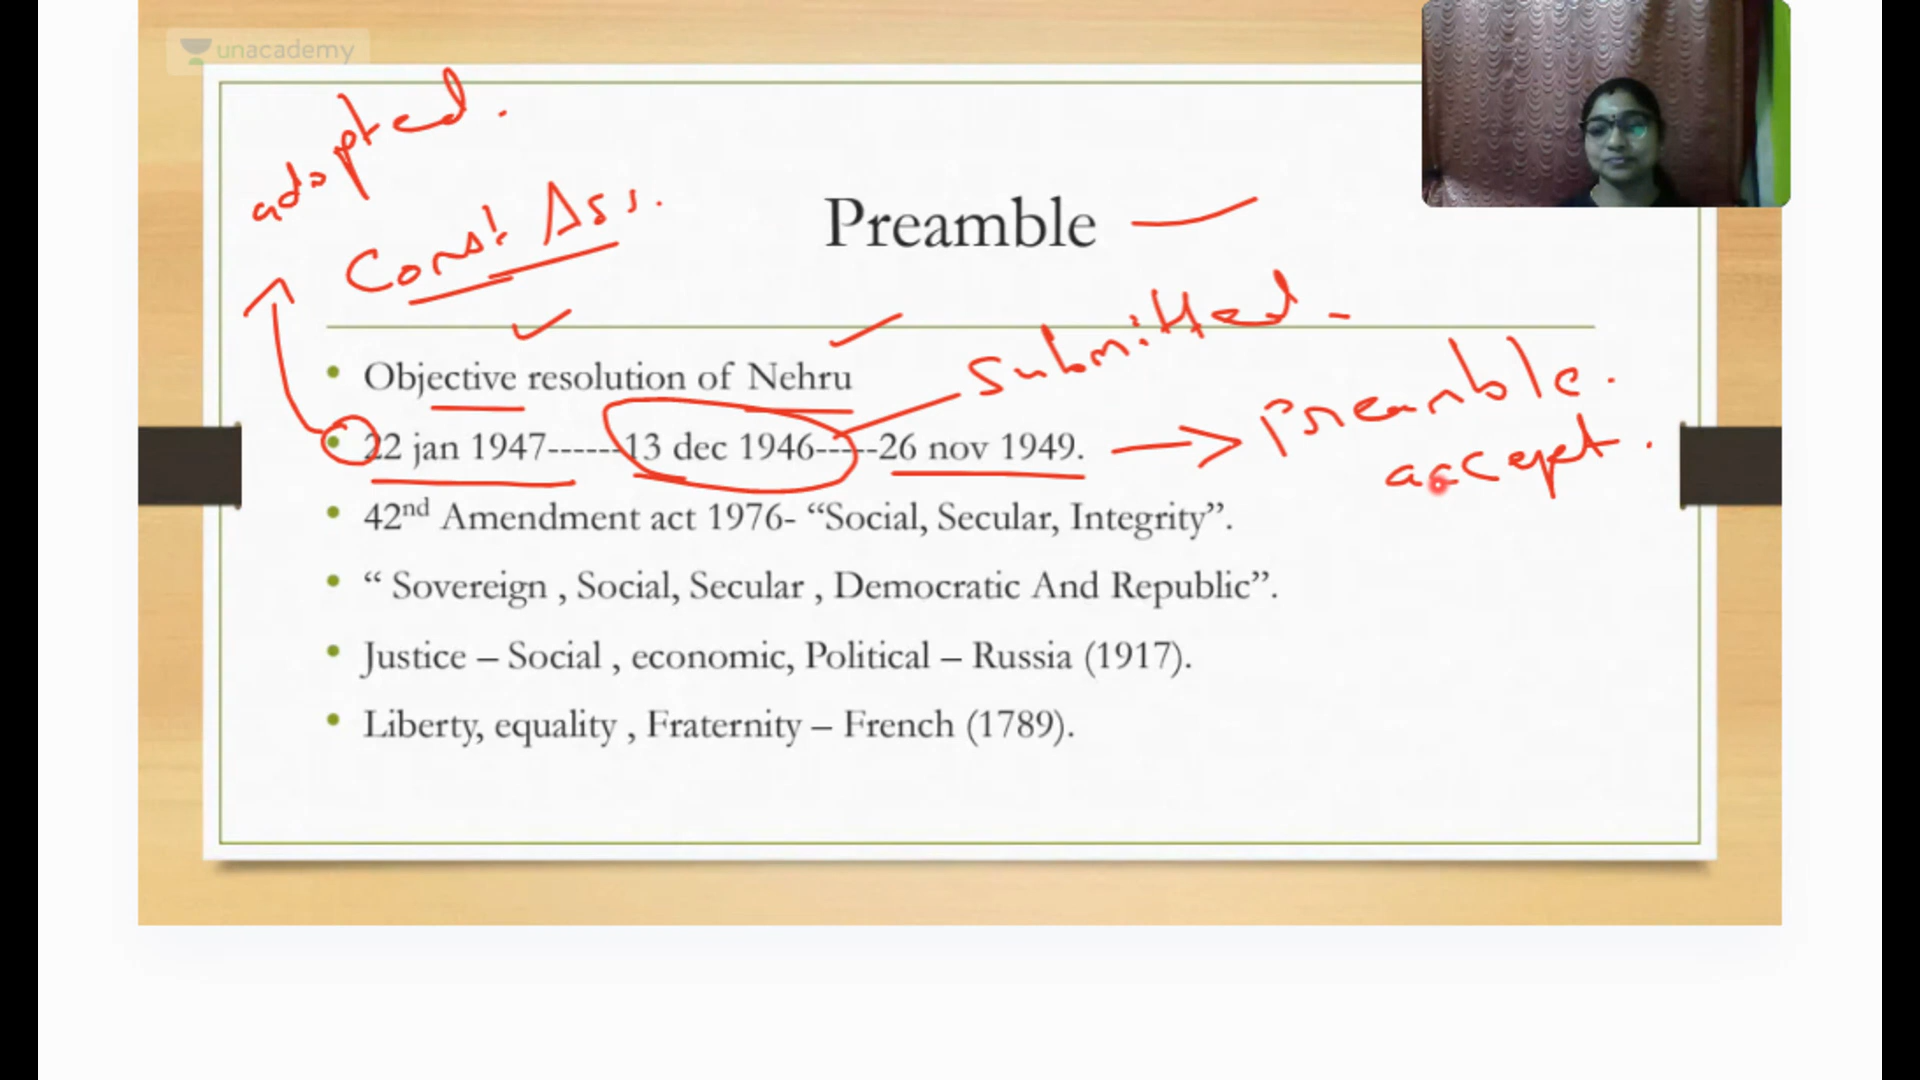 unacademy
adopted.
Const. Ass.
Preamble
Submitted -
Objective resolution of Nehru
Preamble.
22 jan 1947------13 dec 1946------26 nov 1949.
accept.
42nd Amendment act 1976- “Social, Secular, Integrity”.
“ Sovereign , Social, Secular , Democratic And Republic”.
Justice – Social , economic, Political – Russia (1917).
Liberty, equality , Fraternity – French (1789).